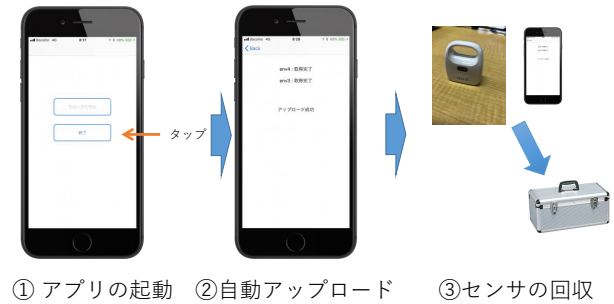 docomo 4G
終了
タップ
Back
env4 : 取得完了
env3 : 取得完了
アップロード成功
① アプリの起動
②自動アップロード
③センサの回収